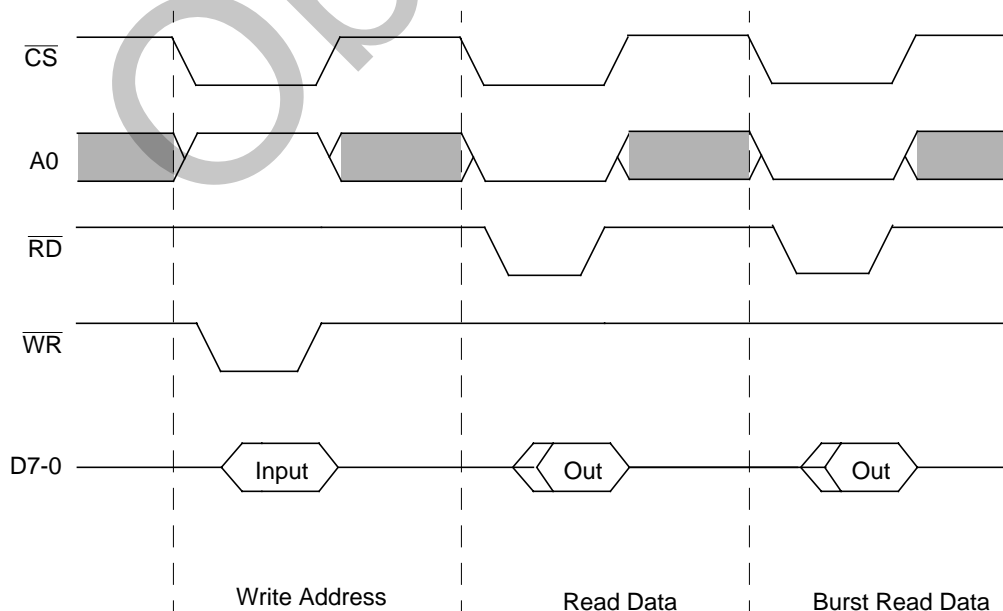 CS
A0
RD
WR
D7-0
Input
Out
Out
Write Address
Read Data
Burst Read Data